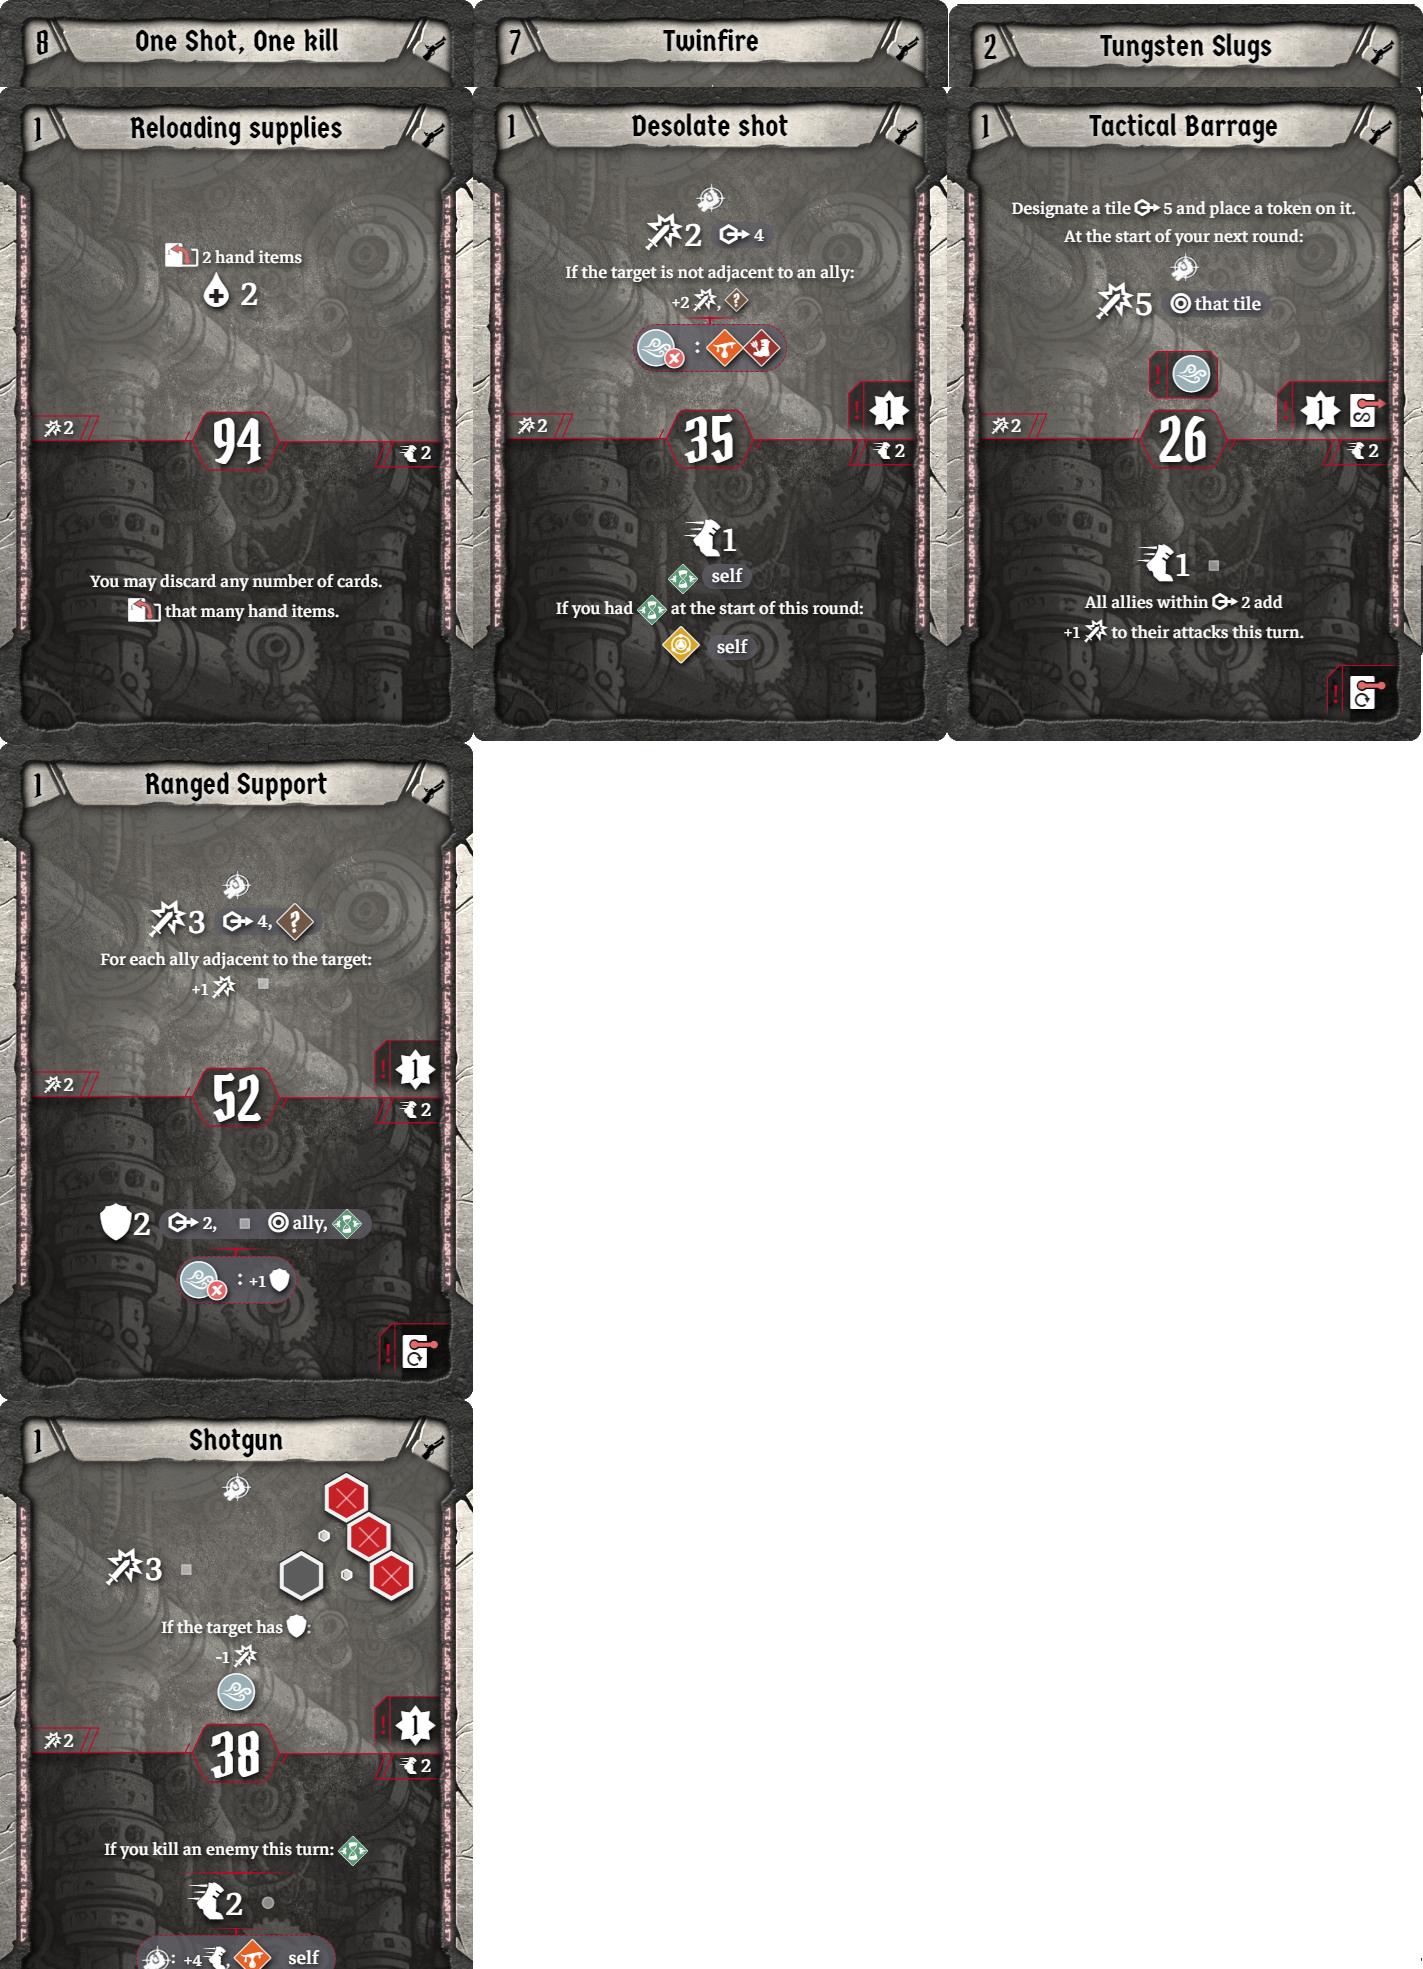 8 One Shot, One kill
7 Twinfire
2 Tungsten Slugs
1 Reloading supplies
2 hand items
2
2
94
2
You may discard any number of cards.
that many hand items.
1 Desolate shot
2 4
If the target is not adjacent to an ally:
+2 , ?
:
1
2
35
2
1
self
If you had at the start of this round:
self
1 Tactical Barrage
Designate a tile 5 and place a token on it.
At the start of your next round:
5 that tile
!
! 1 S
2
26
2
1
All allies within 2 add
+1 to their attacks this turn.
!
1 Ranged Support
3 4, ?
For each ally adjacent to the target:
+1
! 1
2
52
2
2 2, ally,
: +1
!
1 Shotgun
3
If the target has :
-1
! 1
2
38
2
If you kill an enemy this turn:
2
: +4 , self